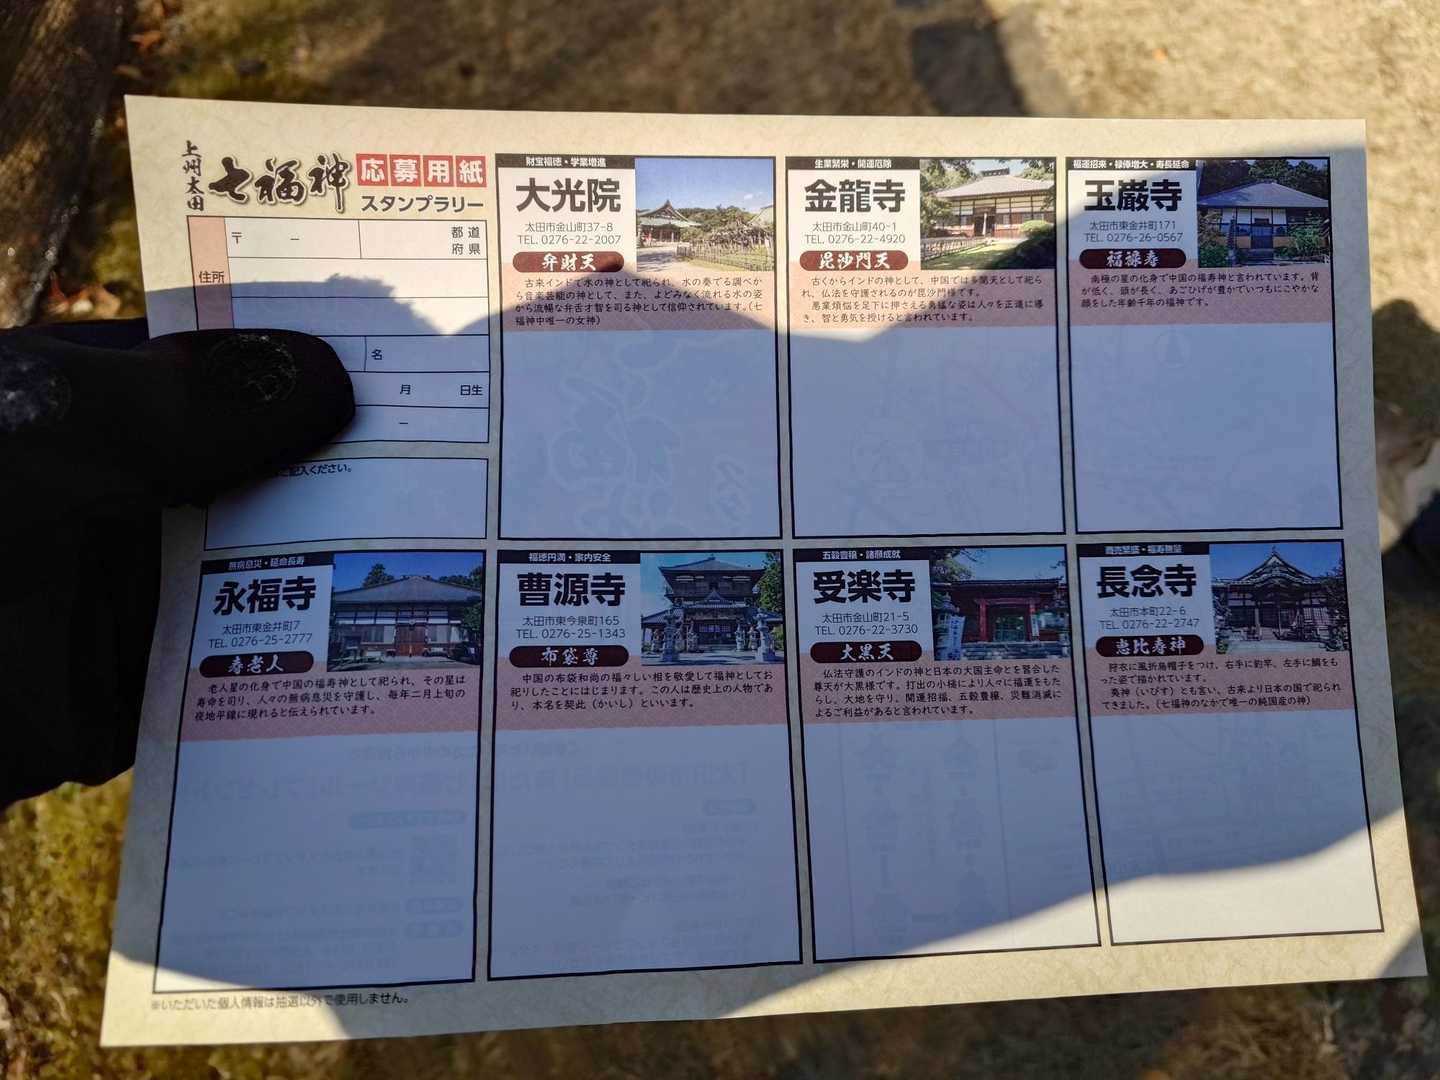 上州太田
七福神
応募用紙
スタンプラリー
〒 －
都道
府県
住所
名
月 日生
－
ご記入ください。
財宝福徳・学業増進
大光院
太田市金山町37-8
TEL. 0276-22-2007
弁財天
古来インドで水の神として祀られ、水の奏でる調べか
ら音楽芸能の神として、また、よどみなく流れる水の姿
から流暢な弁舌才智を司る神として信仰されています。(七
福神中唯一の女神)
生業繁栄・開運厄除
金龍寺
太田市金山町40-1
TEL. 0276-22-4920
毘沙門天
古くからインドの神として、中国では多聞天として祀ら
れ、仏法を守護されるのが毘沙門様です。
悪業煩悩を足下に押さえる勇猛な姿は人々を正道に導
き、智と勇気を授けると言われています。
福運招来・禄俸増大・寿長延命
玉巌寺
太田市東金井町171
TEL. 0276-26-0567
福禄寿
南極の星の化身で中国の福寿神と言われています。背
が低く、頭が長く、あごひげが豊かでいつもにこやかな
顔をした年齢千年の福神です。
無病息災・延命長寿
永福寺
太田市東金井町7
TEL. 0276-25-2777
寿老人
老人星の化身で中国の福寿神として祀られ、その星は
寿命を司り、人々の無病息災を守護し、毎年二月上旬の
夜地平線に現れると伝えられています。
福徳円満・家内安全
曹源寺
太田市東今泉町165
TEL. 0276-25-1343
布袋尊
中国の布袋和尚の福々しい相を敬愛して福神としてお
祀りしたことにはじまります。この人は歴史上の人物であ
り、本名を契此（かいし）といいます。
五穀豊穣・諸願成就
受楽寺
太田市金山町21-5
TEL. 0276-22-3730
大黒天
仏法守護のインドの神と日本の大国主命とを習合した
尊天が大黒様です。打出の小槌により人々に福運をもた
らし、大地を守り、開運招福、五穀豊穣、災難消滅に
よるご利益があると言われています。
商売繁盛・福寿無量
長念寺
太田市本町22-6
TEL. 0276-22-2747
恵比寿神
狩衣に風折烏帽子をつけ、右手に釣竿、左手に鯛をも
った姿で描かれています。
夷神（いびす）とも言い、古来より日本の国で祀られ
てきました。（七福神のなかで唯一の純国産の神）
※いただいた個人情報は抽選以外で使用しません。